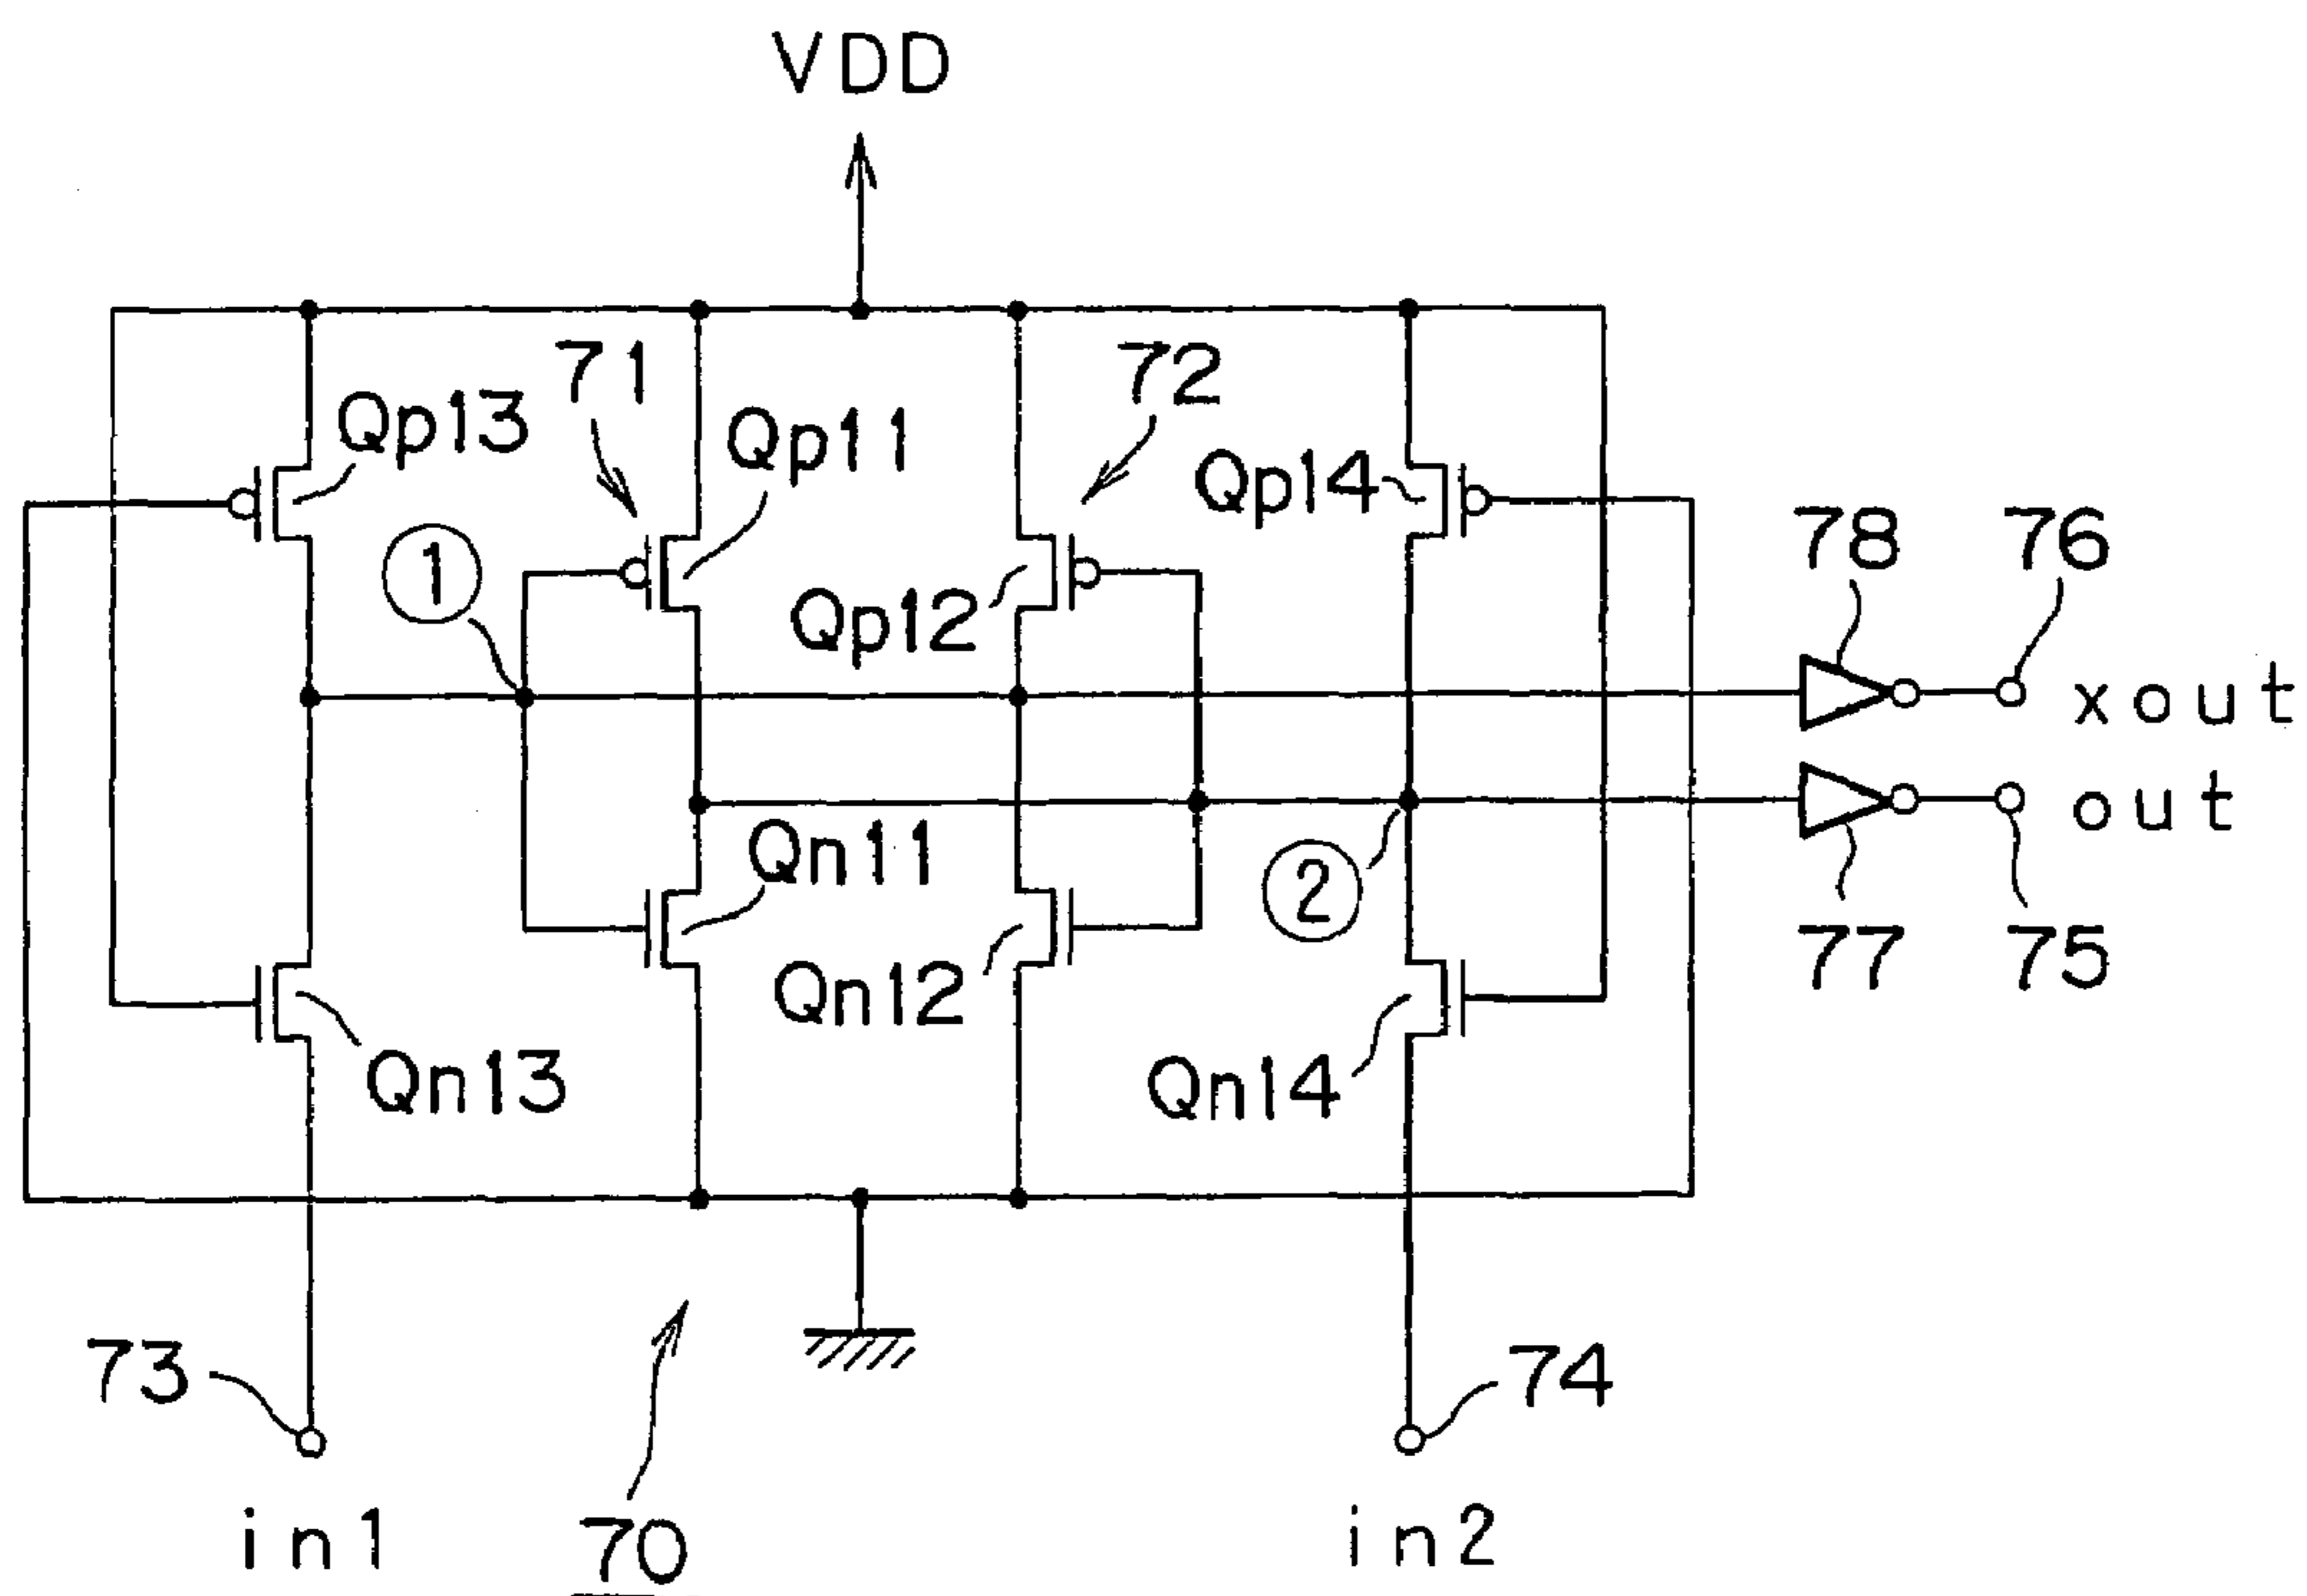 VDD
71
72
Qp13
Qp11
Qp14
①
Qp12
78
76
xout
out
Qn11
②
77
75
Qn12
Qn13
Qn14
73
74
in1
in2
70